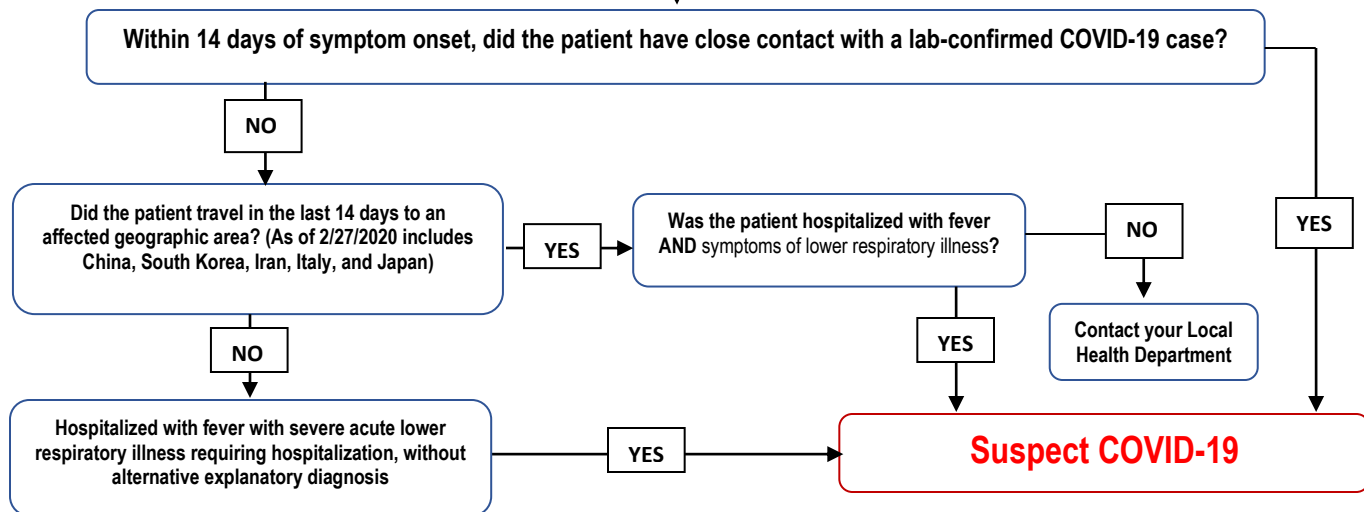 Within 14 days of symptom onset, did the patient have close contact with a lab-confirmed COVID-19 case?
NO
YES
Did the patient travel in the last 14 days to an
affected geographic area? (As of 2/27/2020 includes
China, South Korea, Iran, Italy, and Japan)
YES
Was the patient hospitalized with fever
AND symptoms of lower respiratory illness?
NO
Contact your Local
Health Department
YES
NO
Hospitalized with fever with severe acute lower
respiratory illness requiring hospitalization, without
alternative explanatory diagnosis
YES
Suspect COVID-19